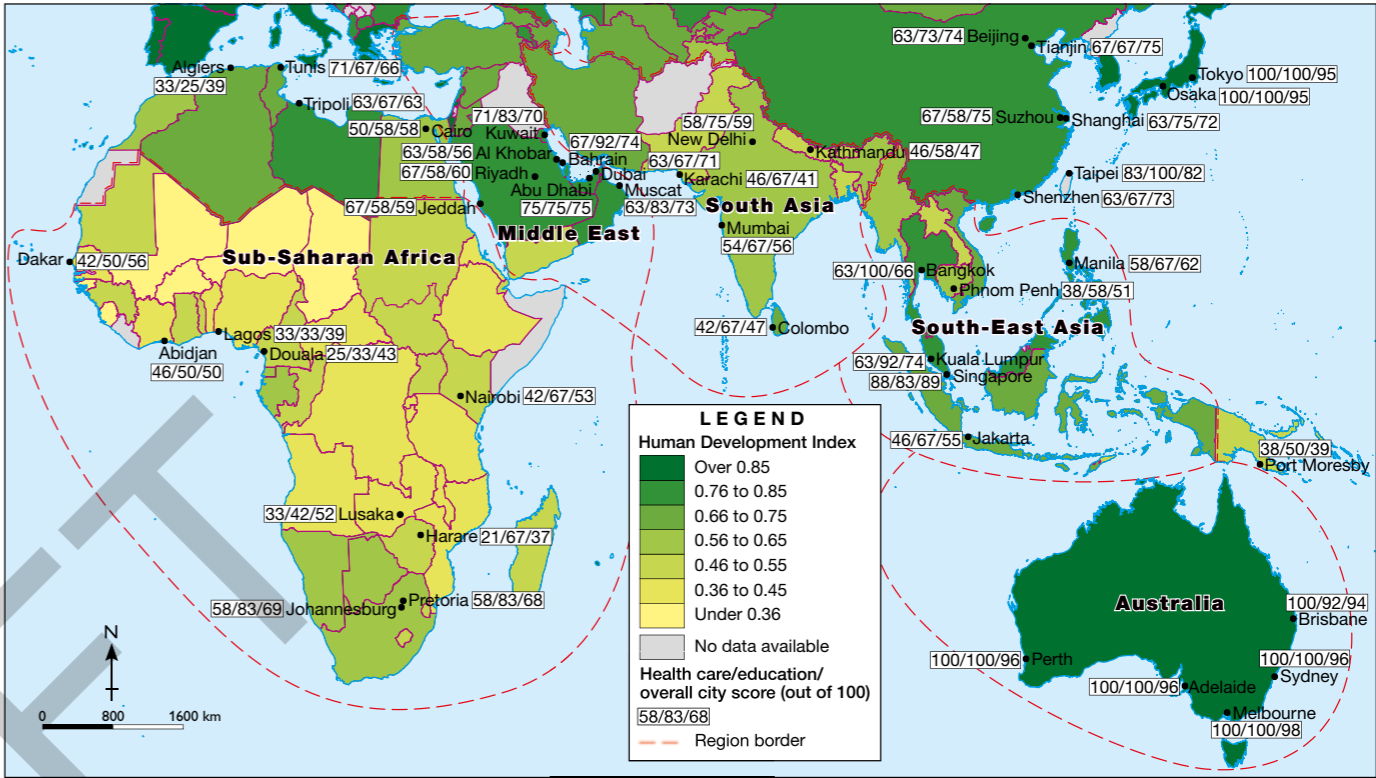 63/73/74 Beijing
Tianjin 67/67/75
Algiers
33/25/39
Tunis 71/67/66
Tokyo 100/100/95
Osaka 100/100/95
Tripoli 63/67/63
71/83/70
Kuwait
58/75/59
New Delhi
67/58/75 Suzhou
Shanghai 63/75/72
50/58/58
Cairo
67/92/74
Bahrain
63/58/56
Al Khobar
63/67/71
Dubai
Kathmandu 46/58/47
67/58/60 Riyadh
Abu Dhabi
75/75/75
Karachi 46/67/41
Taipei 83/100/82
Muscat
63/83/73
Shenzhen 63/67/73
67/58/59 Jeddah
South Asia
Mumbai
54/67/56
Middle East
Dakar 42/50/56
Sub-Saharan Africa
63/100/66 Bangkok
Manila 58/67/62
Phnom Penh 38/58/51
42/67/47 Colombo
South-East Asia
Lagos 33/33/39
Abidjan
46/50/50
Douala 25/33/43
63/92/74 Kuala Lumpur
88/83/89 Singapore
Nairobi 42/67/53
46/67/55 Jakarta
38/50/39
Port Moresby
33/42/52 Lusaka
Harare 21/67/37
58/83/69 Johannesburg
Pretoria 58/83/68
Australia
100/92/94
Brisbane
100/100/96 Perth
100/100/96
Sydney
100/100/96 Adelaide
Melbourne
100/100/98
N
0 800 1600 km
LEGEND
Human Development Index
Over 0.85
0.76 to 0.85
0.66 to 0.75
0.56 to 0.65
0.46 to 0.55
0.36 to 0.45
Under 0.36
No data available
Health care/education/
overall city score (out of 100)
58/83/68
Region border